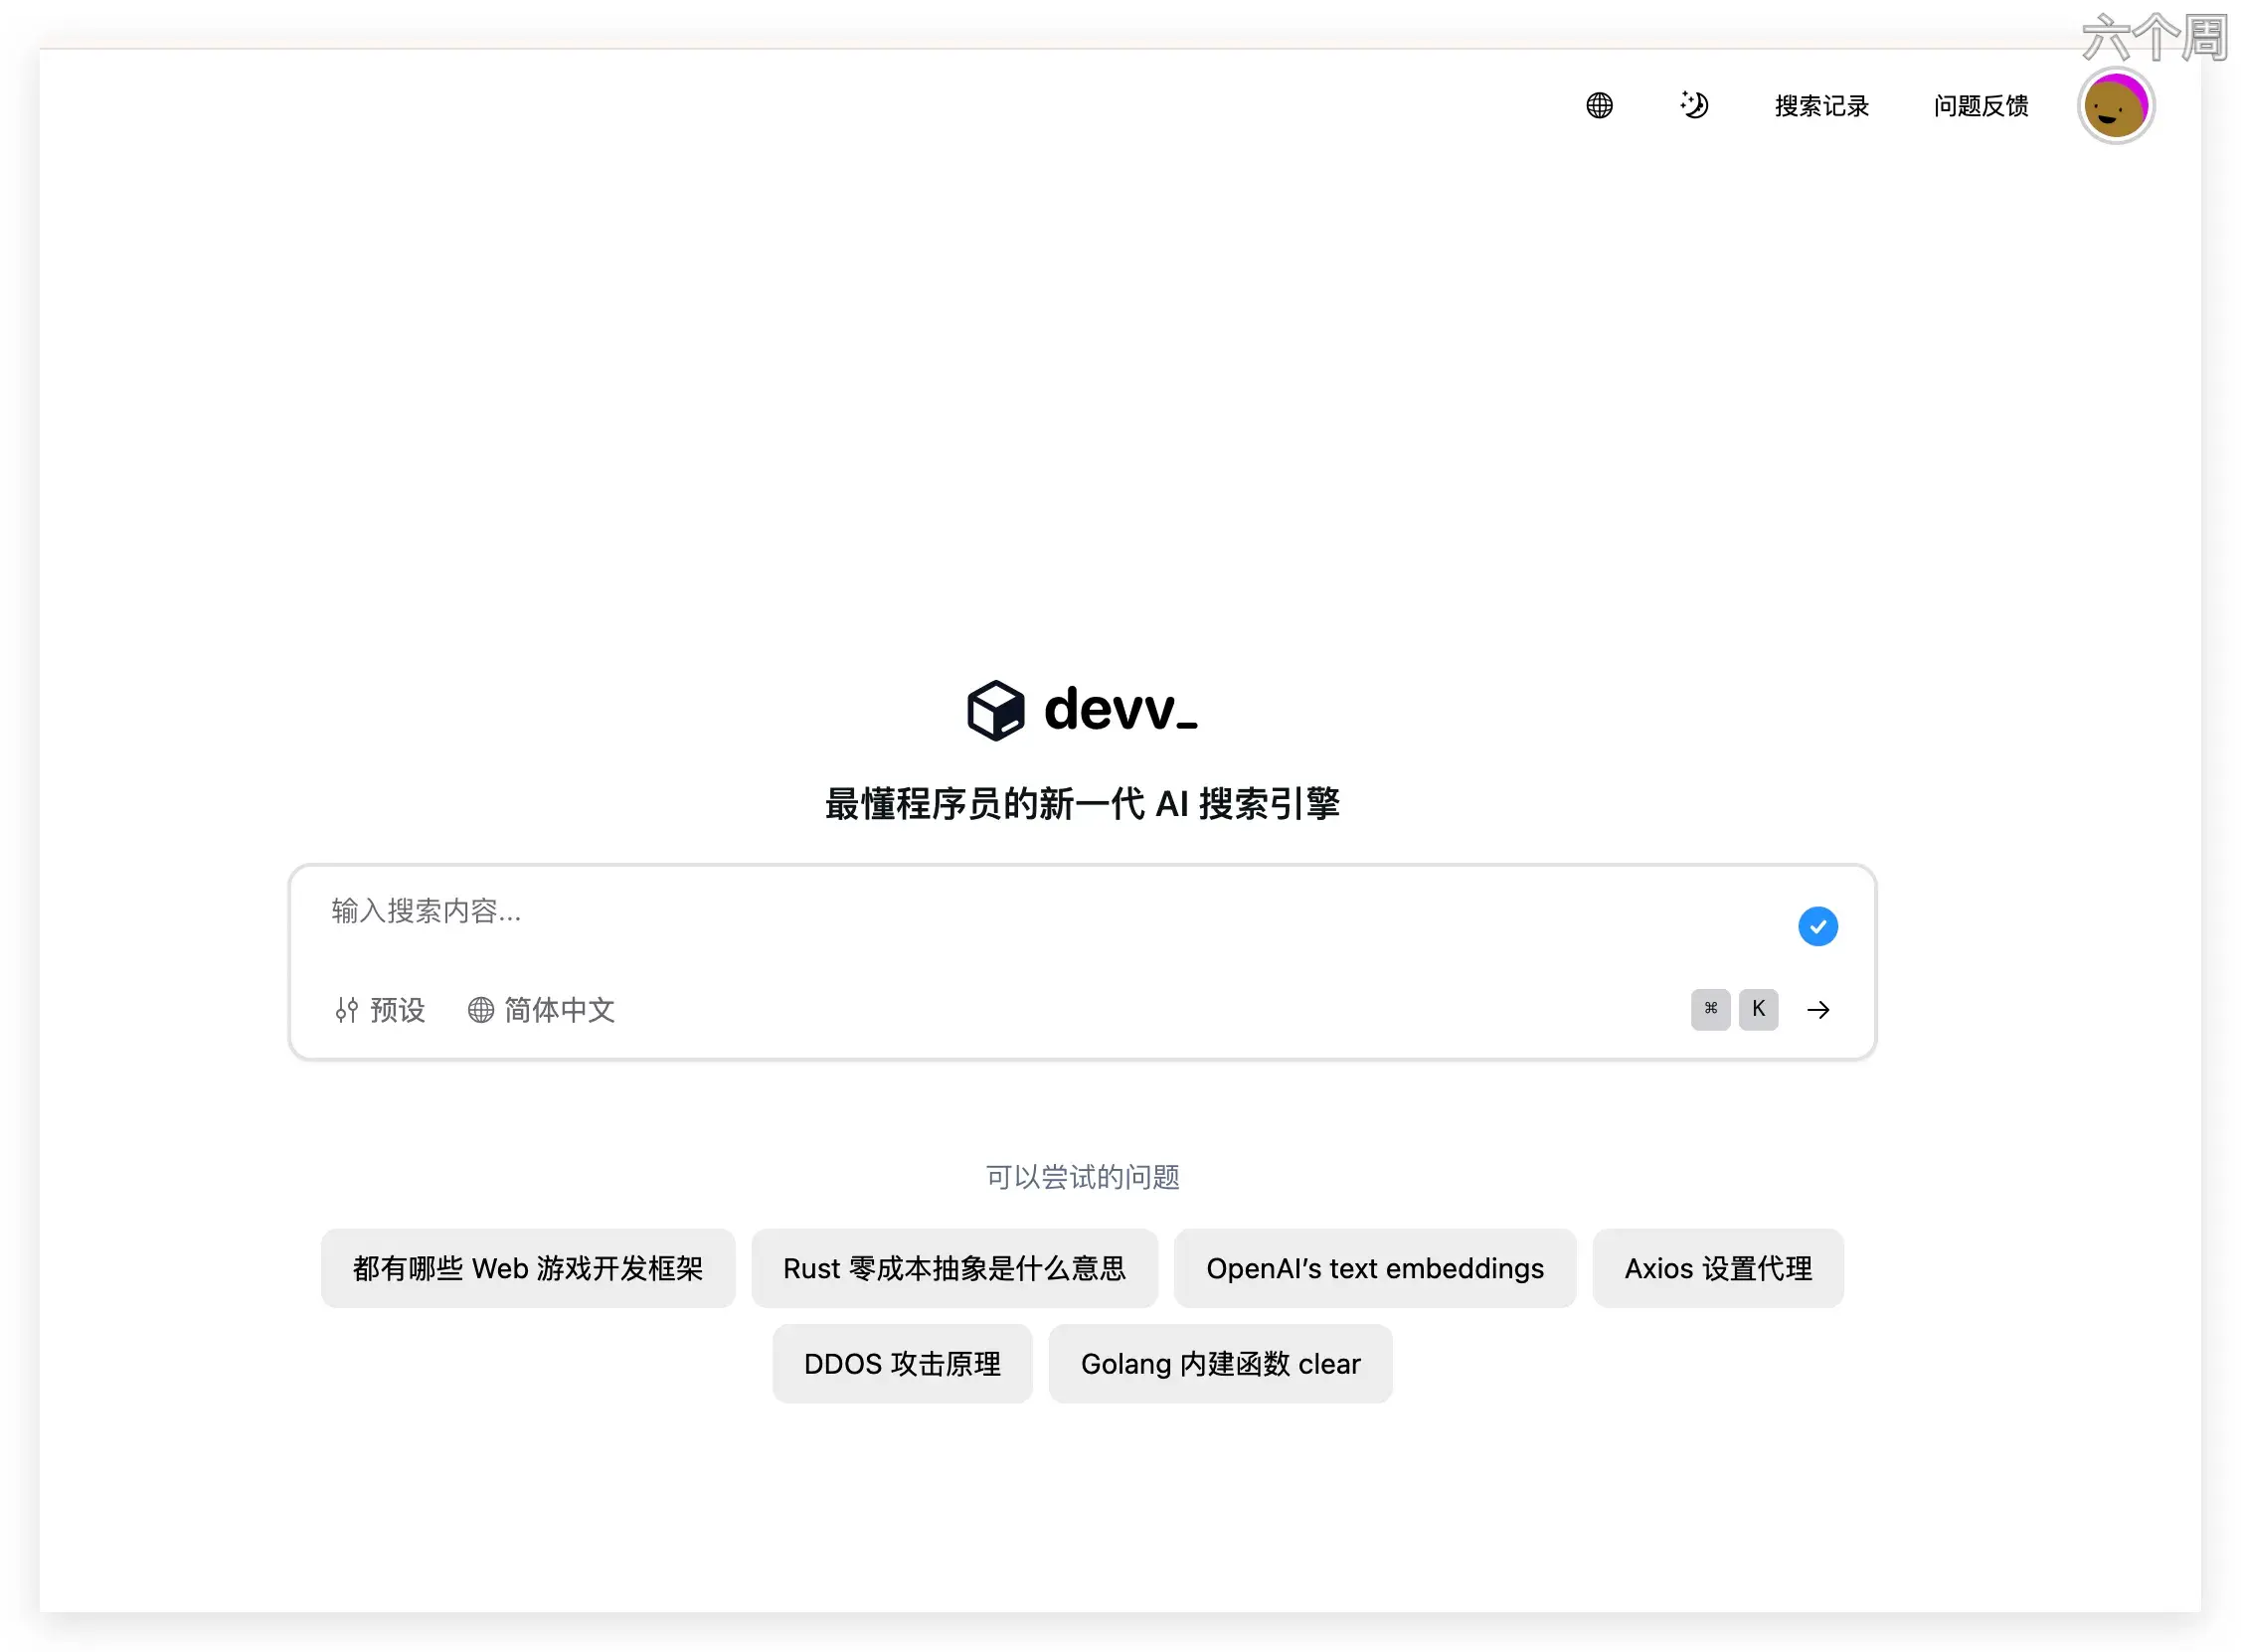 六个周
搜索记录 问题反馈
devv_
最懂程序员的新一代 AI 搜索引擎
输入搜索内容...
预设 简体中文 ⌘ K →
可以尝试的问题
都有哪些 Web 游戏开发框架 Rust 零成本抽象是什么意思 OpenAI’s text embeddings Axios 设置代理
DDOS 攻击原理 Golang 内建函数 clear